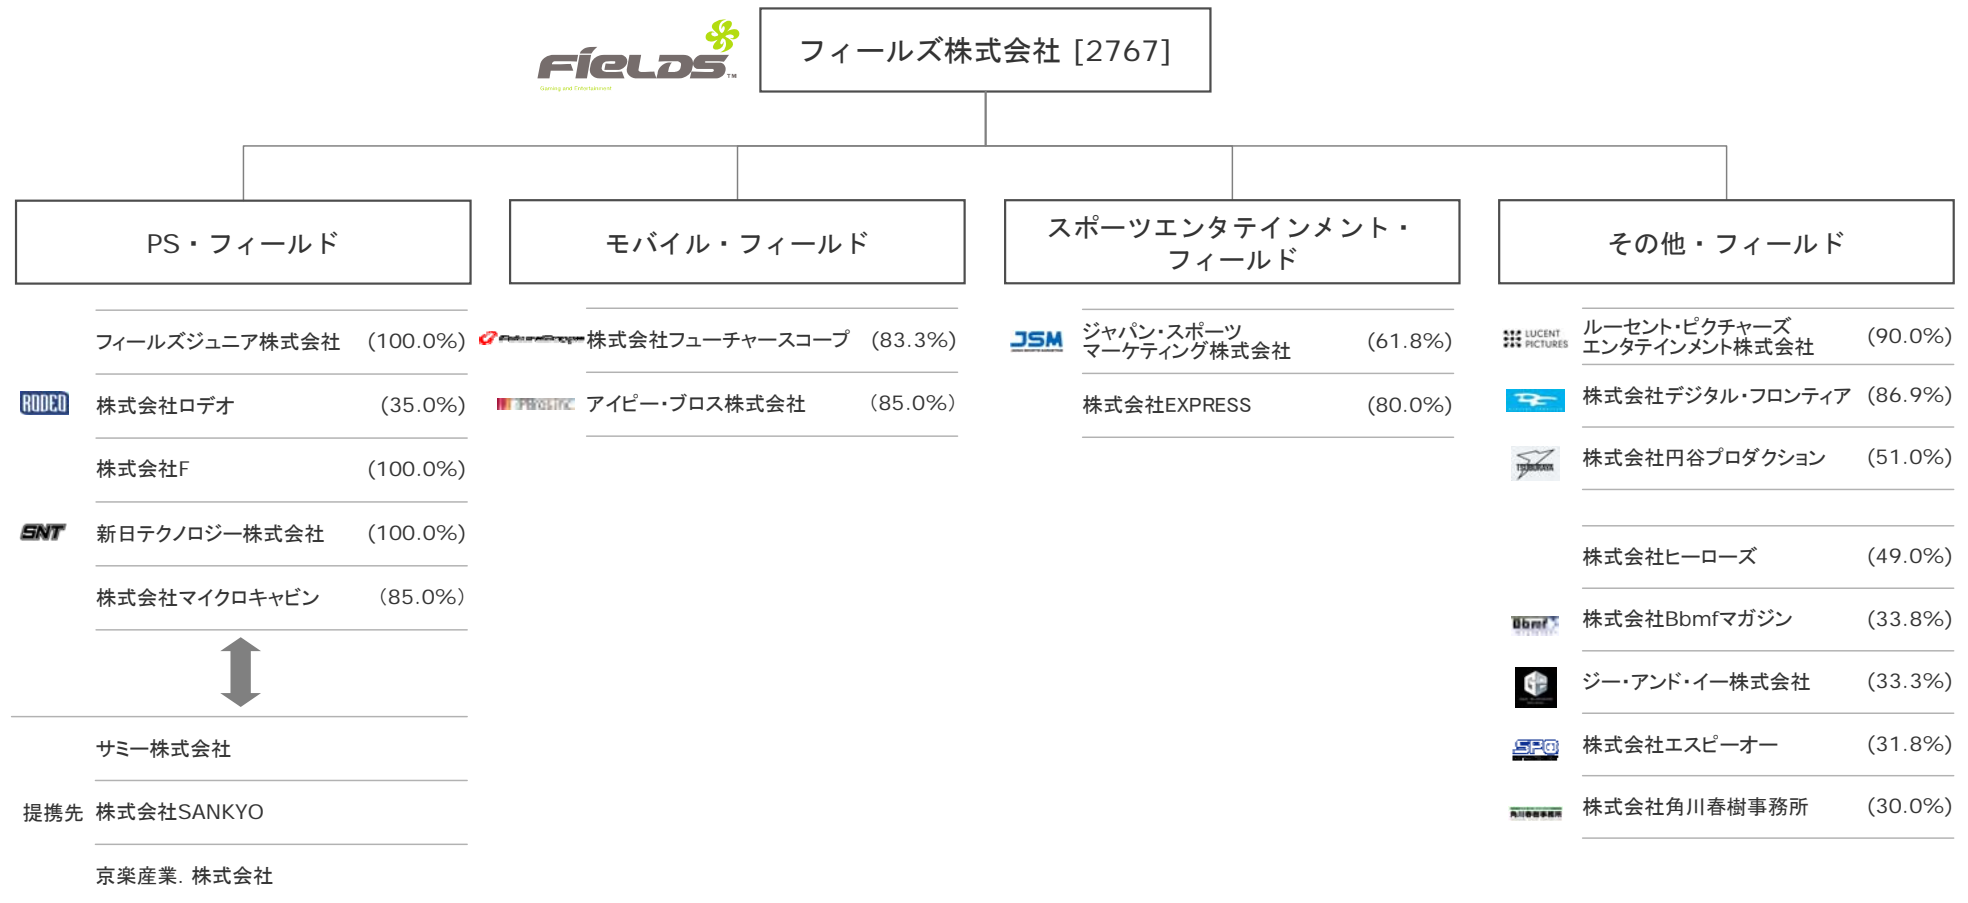 FIELDS
TM
Gaming and Entertainment
フィールズ株式会社 [2767]
PS・フィールド
フィールズジュニア株式会社 (100.0%)
RODEO 株式会社ロデオ (35.0%)
株式会社F (100.0%)
SNT 新日テクノロジー株式会社 (100.0%)
株式会社マイクロキャビン (85.0%)
サミー株式会社
提携先 株式会社SANKYO
京楽産業. 株式会社
モバイル・フィールド
株式会社フューチャースコープ (83.3%)
アイピー・ブロス株式会社 (85.0%)
スポーツエンタテインメント・
フィールド
JSM ジャパン・スポーツ
マーケティング株式会社 (61.8%)
株式会社EXPRESS (80.0%)
その他・フィールド
LUCENT
PICTURES
ルーセント・ピクチャーズ
エンタテインメント株式会社 (90.0%)
株式会社デジタル・フロンティア (86.9%)
TSUBURAYA 株式会社円谷プロダクション (51.0%)
株式会社ヒーローズ (49.0%)
Bbmf 株式会社Bbmfマガジン (33.8%)
ジー・アンド・イー株式会社 (33.3%)
SPO 株式会社エスピーオー (31.8%)
角川春樹事務所 株式会社角川春樹事務所 (30.0%)